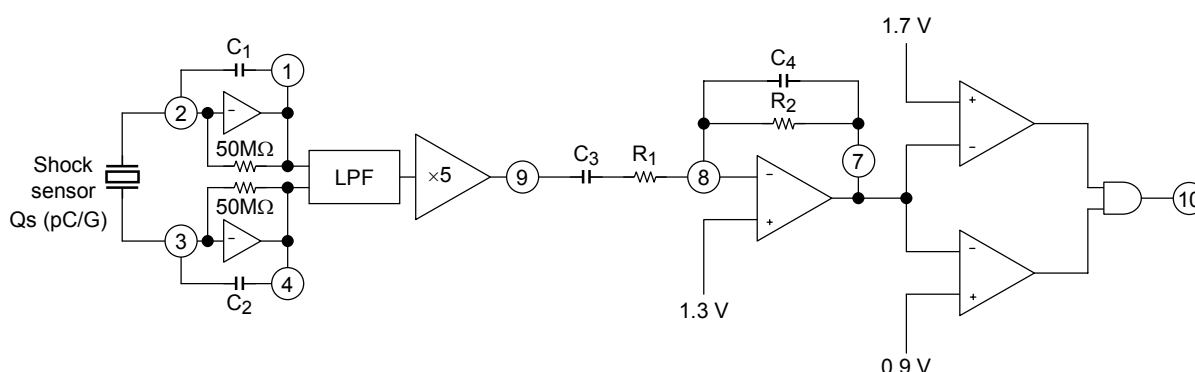 1.7 V
C1
1
C4
2
R2
50MΩ
7
Shock
sensor
Qs (pC/G)
LPF
×5
9
C3
R1
8
10
50MΩ
3
C2
4
1.3 V
0.9 V
+
−
−
+
−
+
−
−